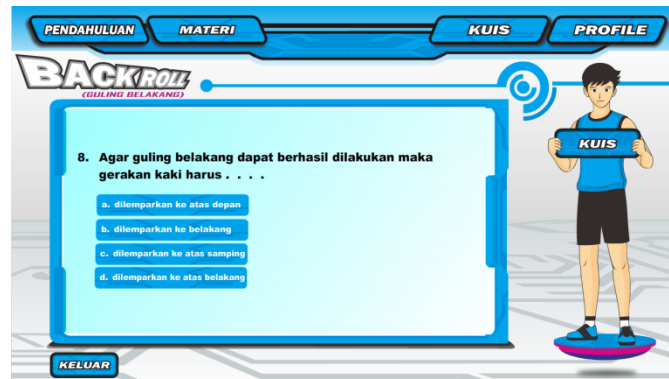 PENDAHULUAN
MATERI
KUIS
PROFILE
BACK ROLL
(GULING BELAKANG)
KUIS
8. Agar guling belakang dapat berhasil dilakukan maka
gerakan kaki harus . . . .
a. dilemparkan ke atas depan
b. dilemparkan ke belakang
c. dilemparkan ke atas samping
d. dilemparkan ke atas belakang
KELUAR